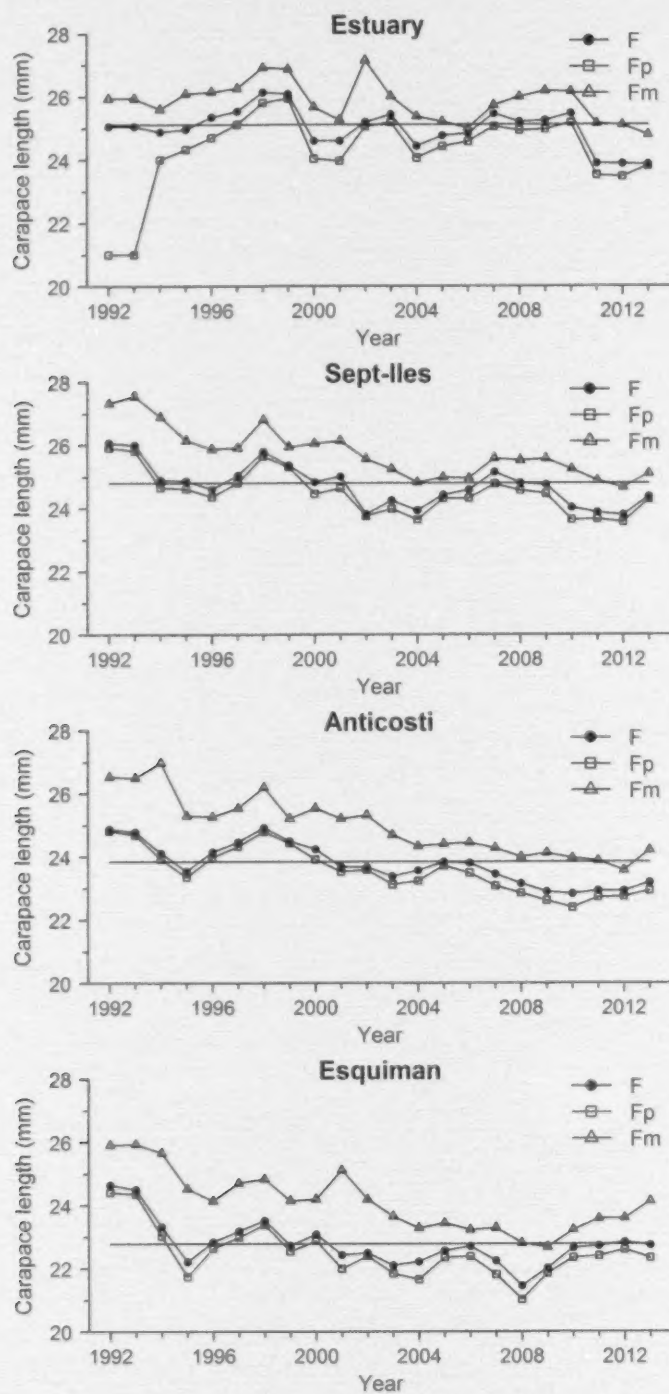 Estuary
F
Fp
Fm
Carapace length (mm)
28
26
24
22
20
1992 1996 2000 2004 2008 2012
Year
Sept-Iles
F
Fp
Fm
Carapace length (mm)
28
26
24
22
20
1992 1996 2000 2004 2008 2012
Year
Anticosti
F
Fp
Fm
Carapace length (mm)
28
26
24
22
20
1992 1996 2000 2004 2008 2012
Year
Esquiman
F
Fp
Fm
Carapace length (mm)
28
26
24
22
20
1992 1996 2000 2004 2008 2012
Year